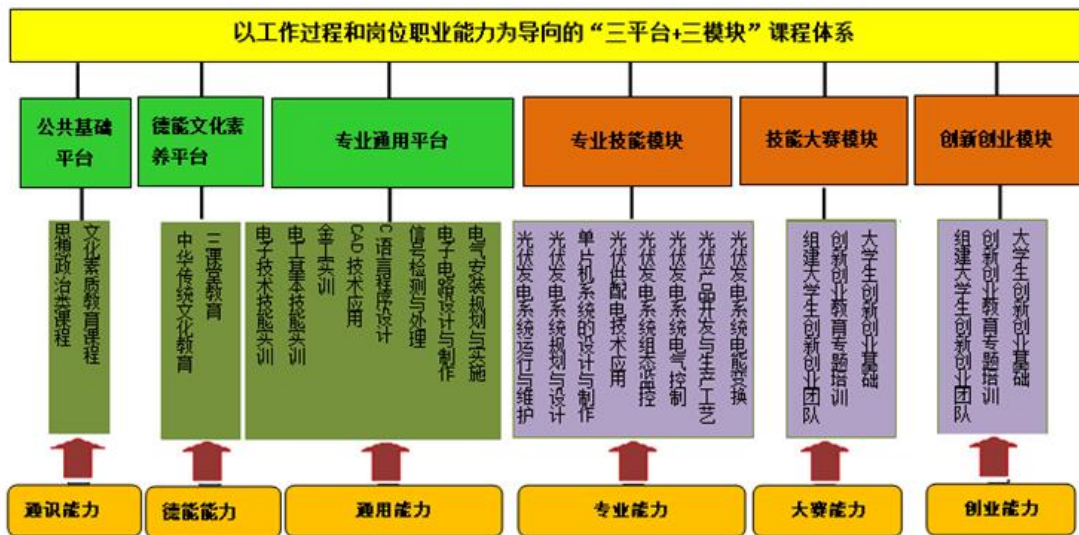 以工作过程和岗位职业能力为导向的“三平台+三模块”课程体系
公共基础
平台
德能文化素
养平台
专业通用平台
专业技能模块
技能大赛模块
创新创业模块
思想政治类课程
文化素质教育课程
中华传统文化教育
三课堂教育
电子技术技能实训
电工基本技能实训
金工实训
CAD 技术应用
C 语言程序设计
信号检测与处理
电子电路设计与制作
电气安装规划与实施
光伏发电系统运行与维护
光伏发电系统规划与设计
单片机系统的设计与制作
光伏供配电技术应用
光伏发电系统组态监控
光伏发电系统电气控制
光伏产品开发与生产工艺
光伏发电系统电能变换
组建大学生创新创业团队
创新创业教育专题培训
大学生创新创业基础
组建大学生创新创业团队
创新创业教育专题培训
大学生创新创业基础
通识能力
德能能力
通用能力
专业能力
大赛能力
创业能力